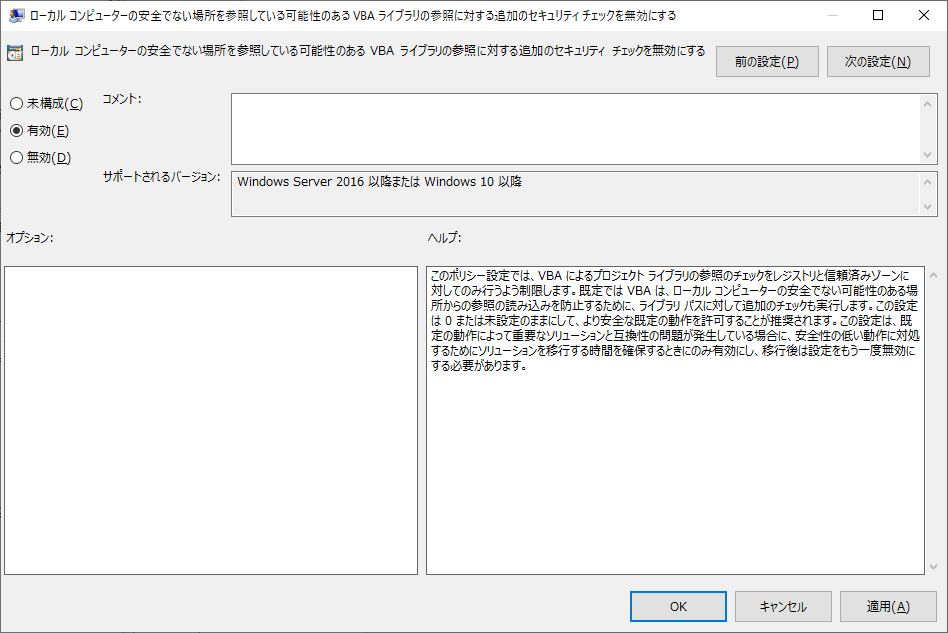 ローカル コンピューターの安全でない場所を参照している可能性のある VBA ライブラリの参照に対する追加のセキュリティ チェックを無効にする
ローカル コンピューターの安全でない場所を参照している可能性のある VBA ライブラリの参照に対する追加のセキュリティ チェックを無効にする
前の設定(P)
次の設定(N)
未構成(C)
有効(E)
無効(D)
コメント:
サポートされるバージョン:
Windows Server 2016 以降または Windows 10 以降
オプション:
ヘルプ:
このポリシー設定では、VBA によるプロジェクト ライブラリの参照のチェックをレジストリと信頼済みゾーンに
対してのみ行うよう制限します。既定では VBA は、ローカル コンピューターの安全でない可能性のある場
所からの参照の読み込みを防止するために、ライブラリ パスに対して追加のチェックも実行します。この設定
は 0 または未設定のままにして、より安全な既定の動作を許可することが推奨されます。この設定は、既
定の動作によって重要なソリューションと互換性の問題が発生している場合に、安全性の低い動作に対処
するためにソリューションを移行する時間を確保するときにのみ有効にし、移行後は設定をもう一度無効に
する必要があります。
OK
キャンセル
適用(A)